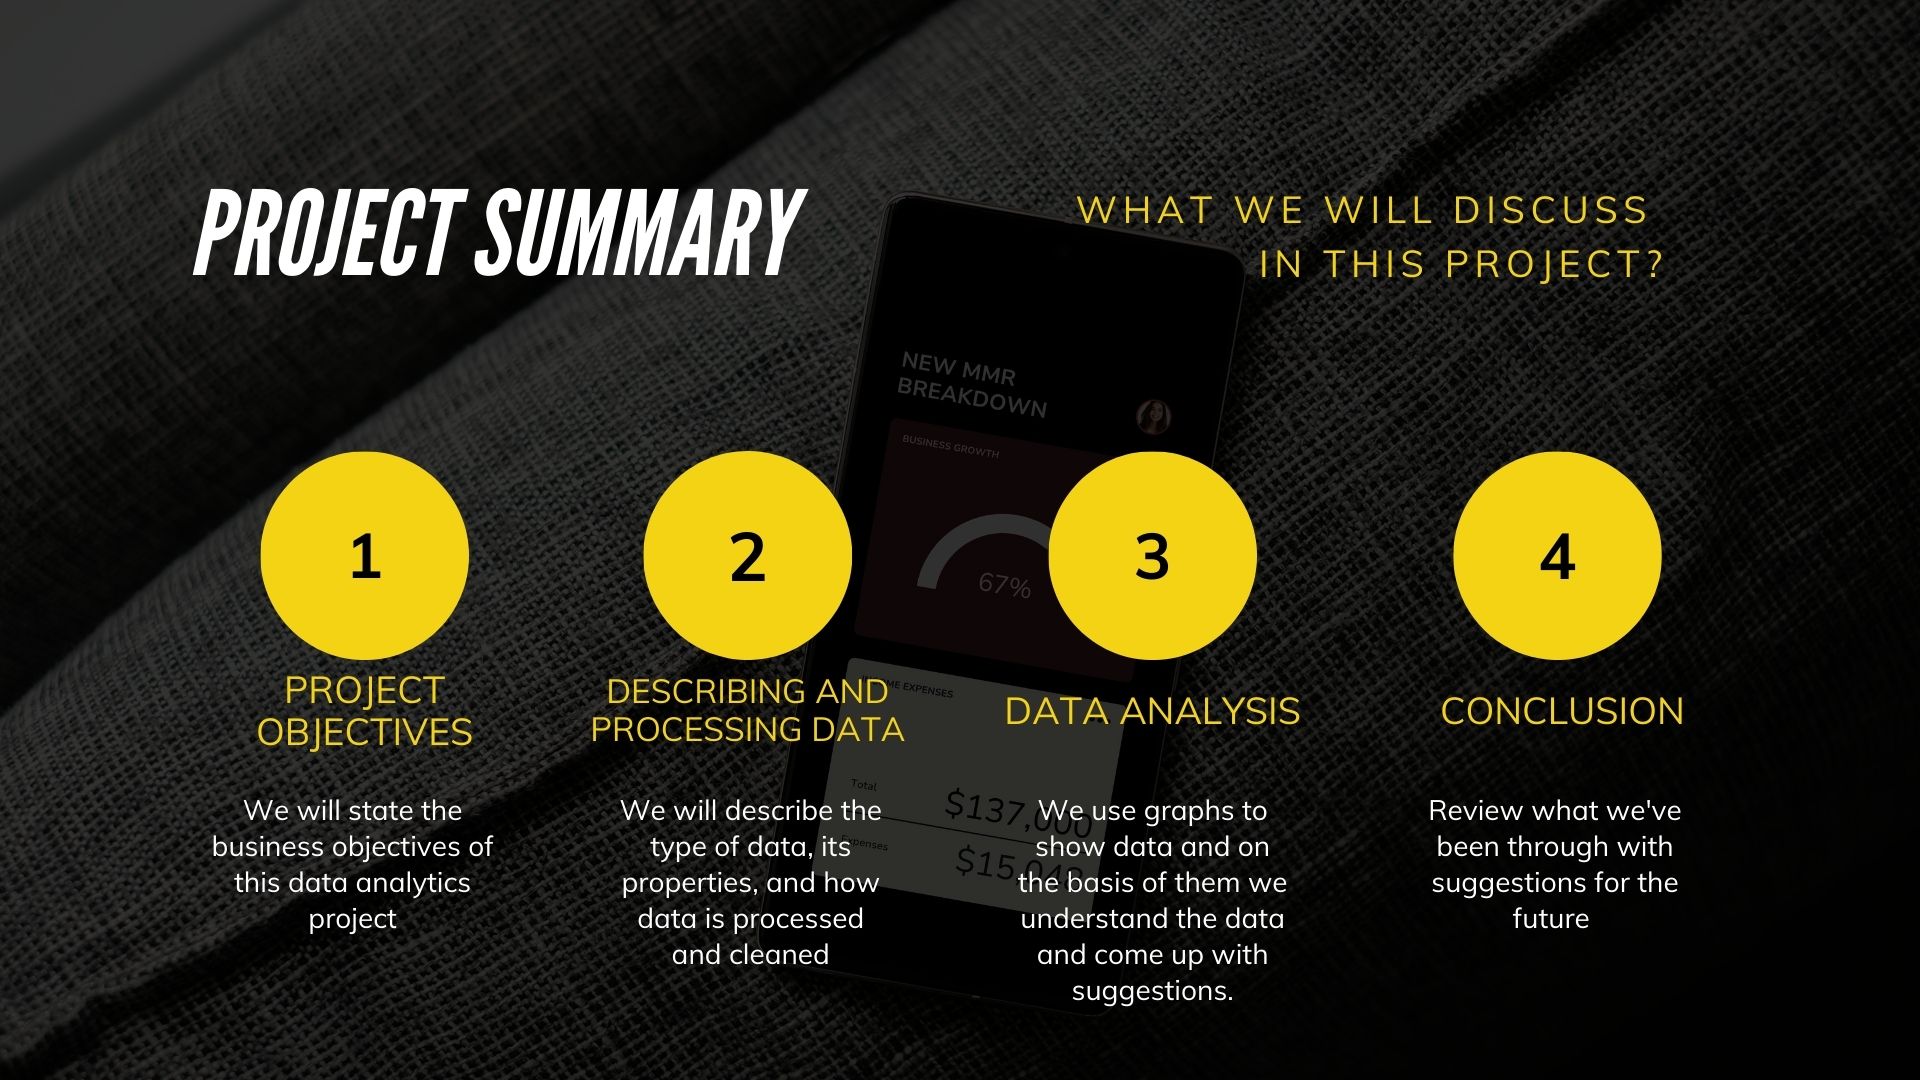 PROJECT SUMMARY
WHAT WE WILL DISCUSS
IN THIS PROJECT?
NEW MMR
BREAKDOWN
BUSINESS GROWTH
67%
EXPENSES
Total
$137,000
Expenses
$15,048
1
PROJECT
OBJECTIVES
We will state the
business objectives of
this data analytics
project
2
DESCRIBING AND
PROCESSING DATA
We will describe the
type of data, its
properties, and how
data is processed
and cleaned
3
DATA ANALYSIS
We use graphs to
show data and on
the basis of them we
understand the data
and come up with
suggestions.
4
CONCLUSION
Review what we've
been through with
suggestions for the
future